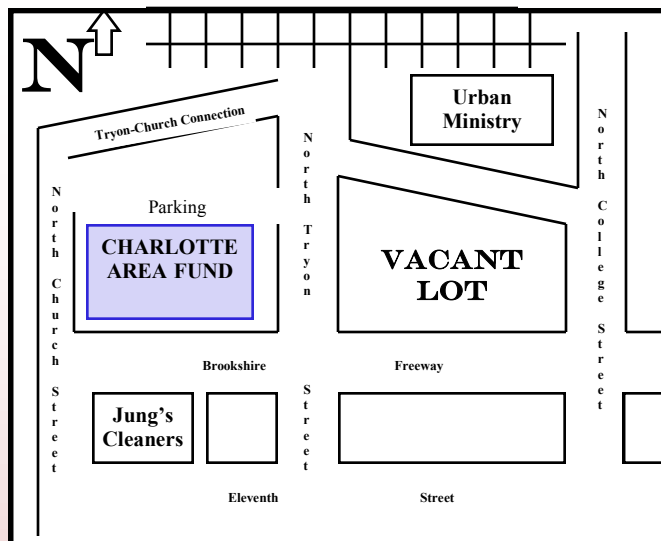 N
Urban
Ministry
Tryon-Church Connection
North Church Street
North Tryon Street
North College Street
Parking
CHARLOTTE
AREA FUND
VACANT
LOT
Brookshire Freeway
Jung's
Cleaners
Eleventh Street